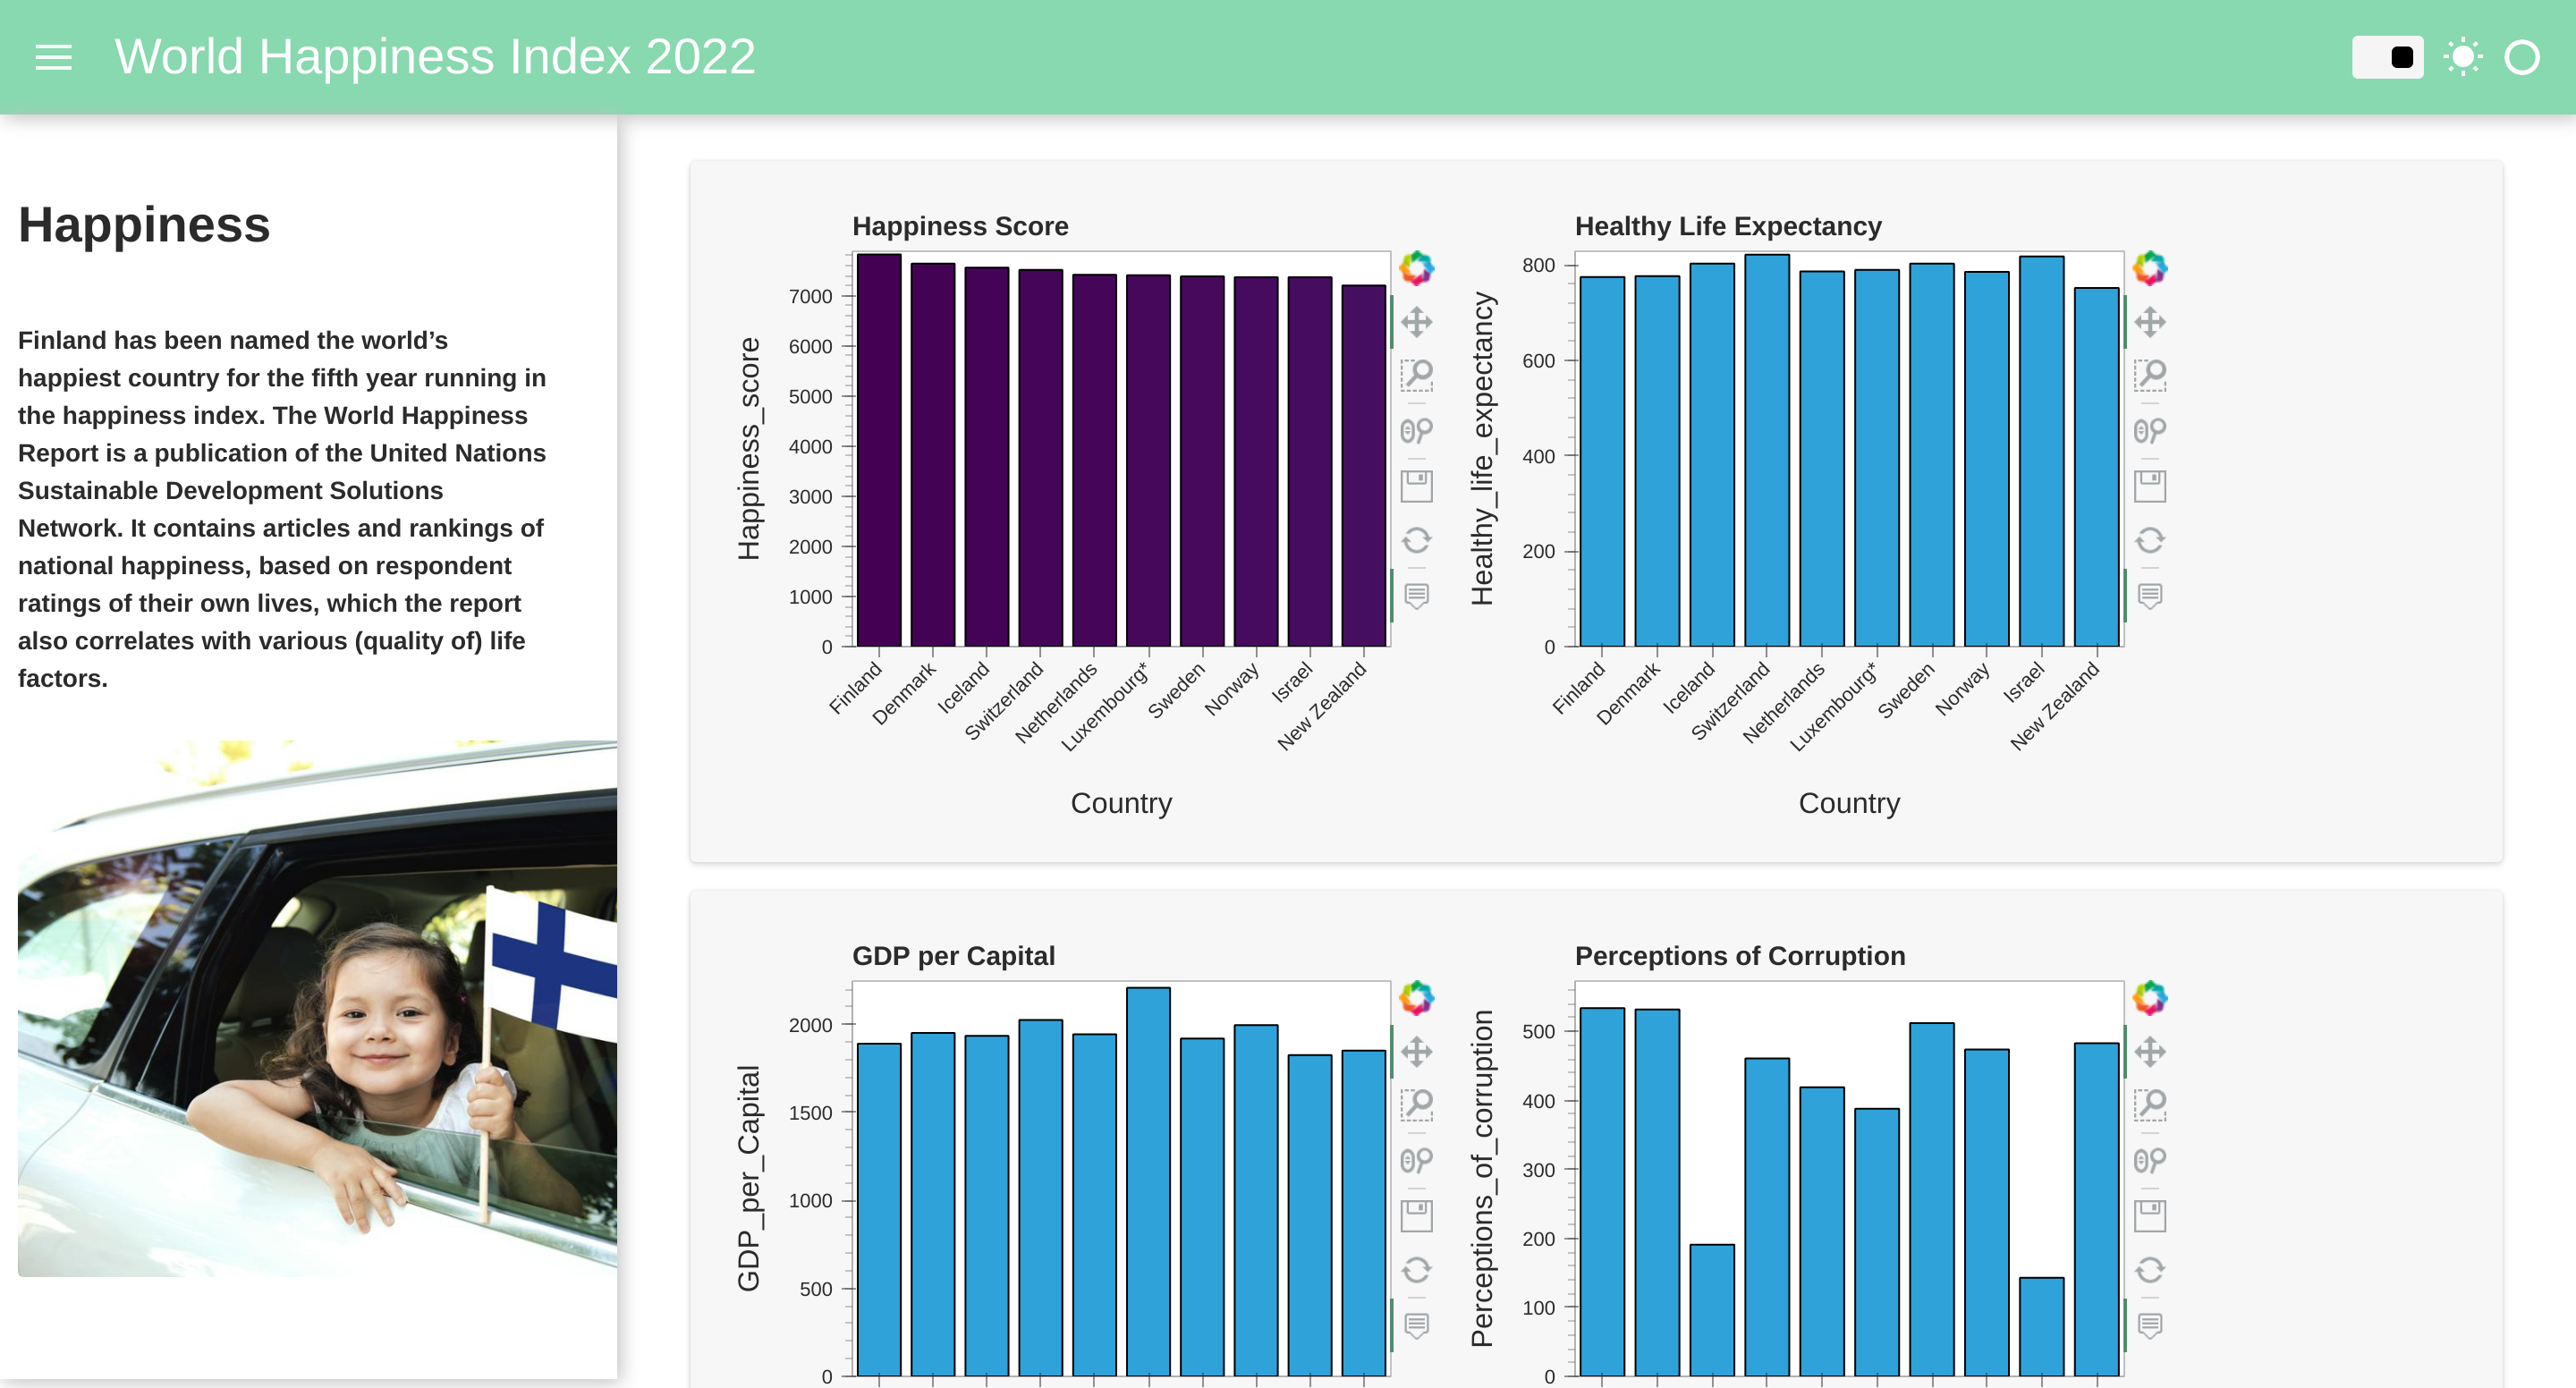 World Happiness Index 2022
Happiness
Finland has been named the world’s
happiest country for the fifth year running in
the happiness index. The World Happiness
Report is a publication of the United Nations
Sustainable Development Solutions
Network. It contains articles and rankings of
national happiness, based on respondent
ratings of their own lives, which the report
also correlates with various (quality of) life
factors.
Happiness Score
Happiness_score
7000
6000
5000
4000
3000
2000
1000
0
Finland
Denmark
Iceland
Switzerland
Netherlands
Luxembourg*
Sweden
Norway
Israel
New Zealand
Country
Healthy Life Expectancy
Healthy_life_expectancy
800
600
400
200
0
Finland
Denmark
Iceland
Switzerland
Netherlands
Luxembourg*
Sweden
Norway
Israel
New Zealand
Country
GDP per Capital
GDP_per_Capital
2000
1500
1000
500
0
Perceptions of Corruption
Perceptions_of_corruption
500
400
300
200
100
0